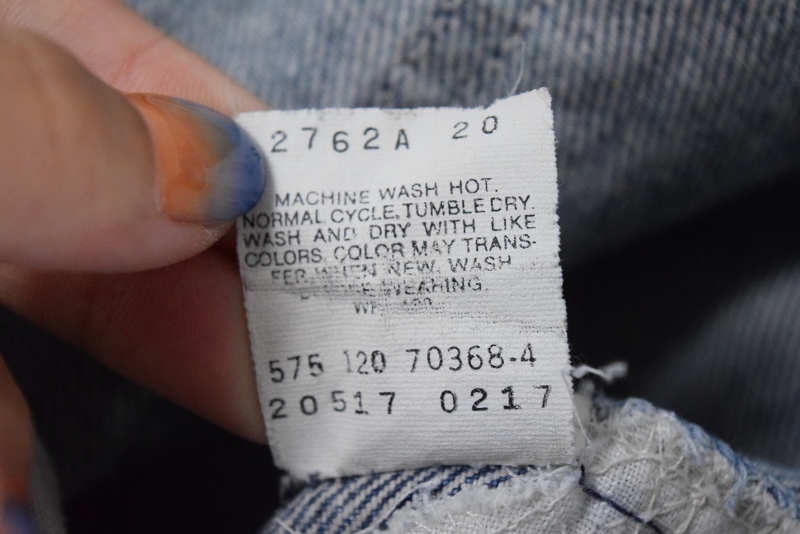 2762A 20
MACHINE WASH HOT.
NORMAL CYCLE. TUMBLE DRY.
WASH AND DRY WITH LIKE
COLORS. COLOR MAY TRANS-
FER WHEN NEW. WASH
WEARING.
575 120 70368-4
20517 0217